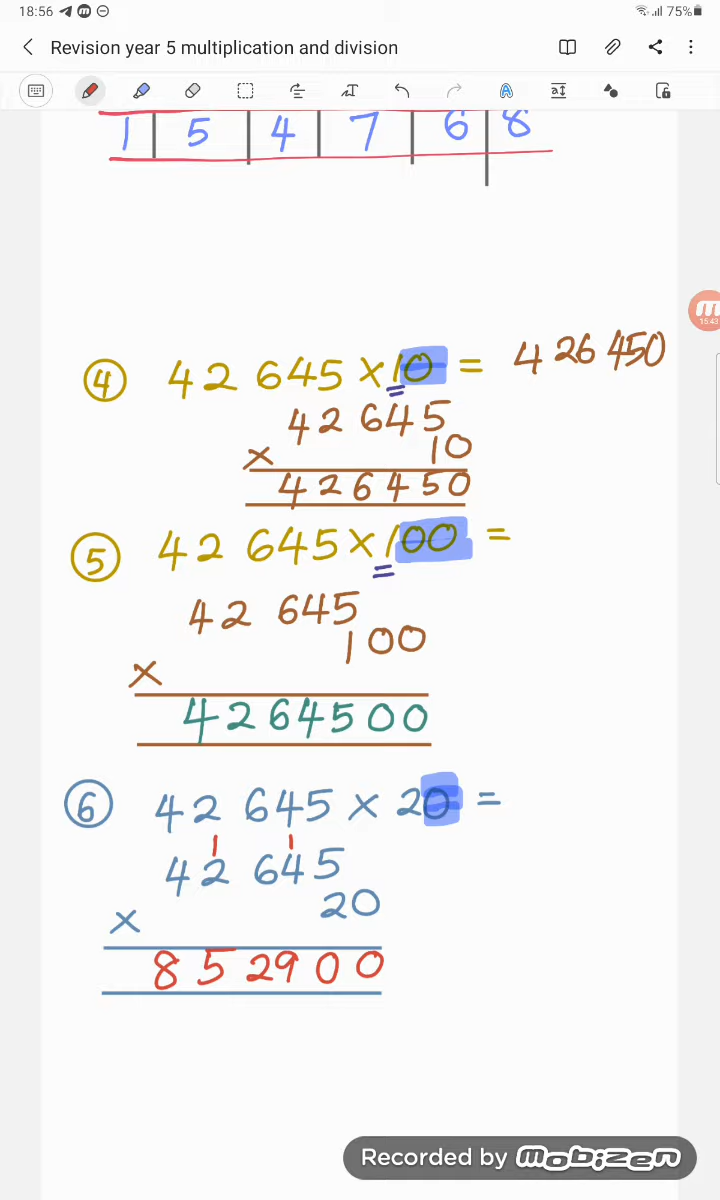 18:56 75%
Revision year 5 multiplication and division
1 5 4 7 6 8
15:43
④ 42 645 × 10 = 426 450
42 645
× 10
426450
⑤ 42 645 × 100 =
42 645
100
×
4264500
⑥ 42 645 × 20 =
1 1
42 645
20
×
852900
Recorded by mobizen